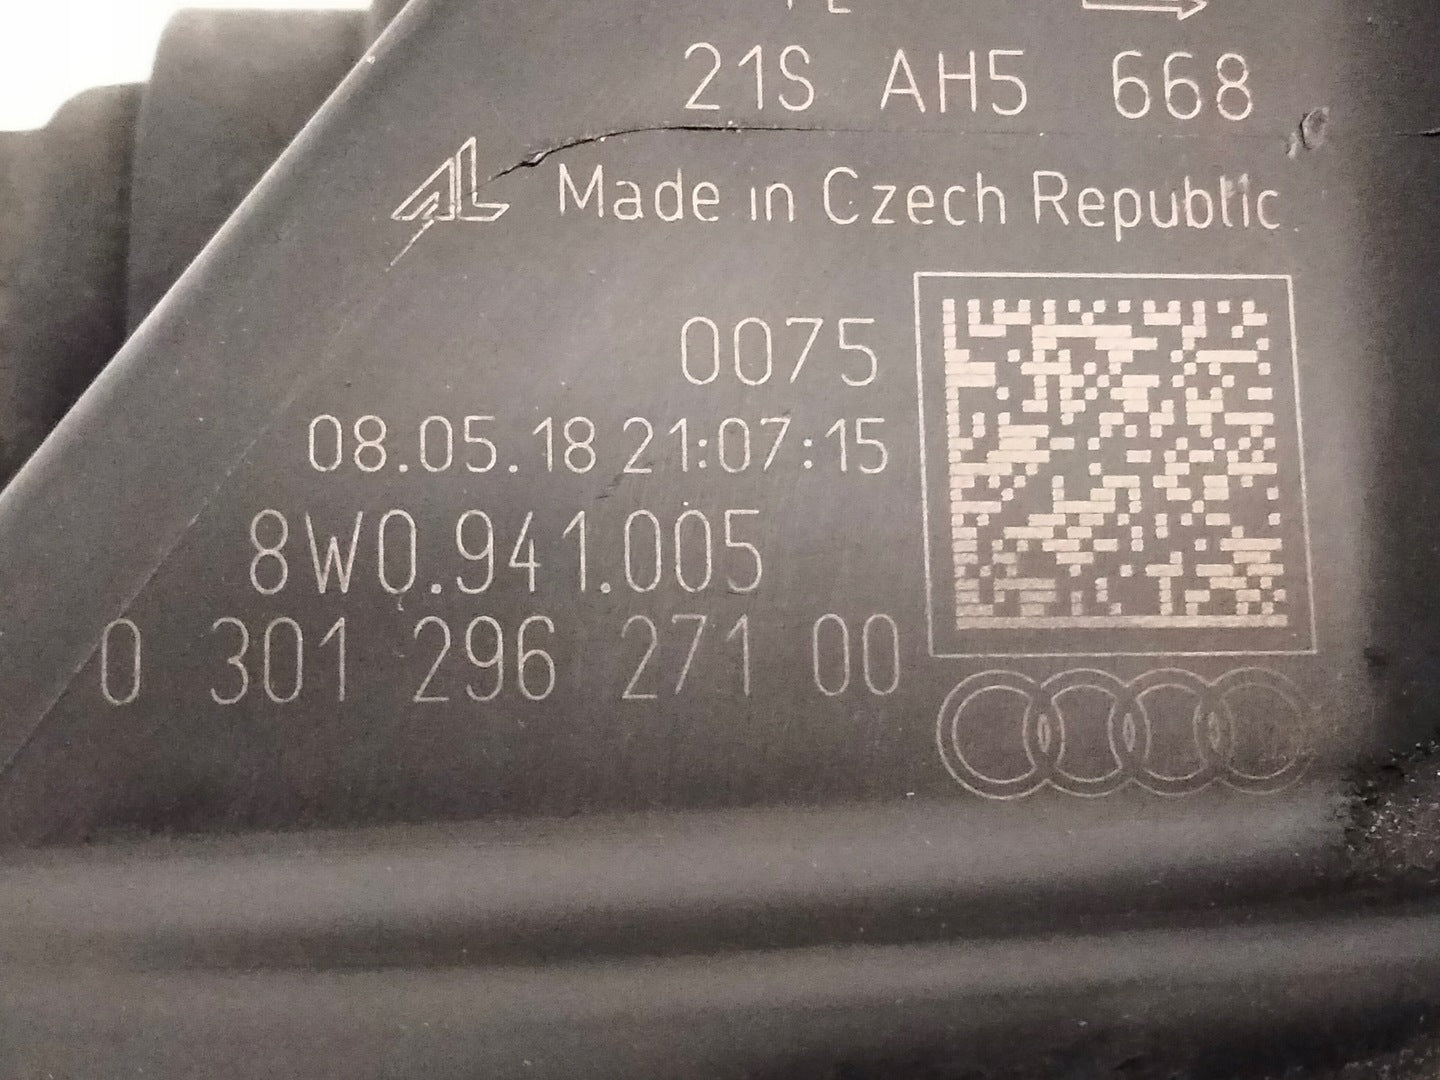 21S AH5 668
AL Made in Czech Republic
0075
08.05.18 21:07:15
8W0.941.005
0 301 296 271 00